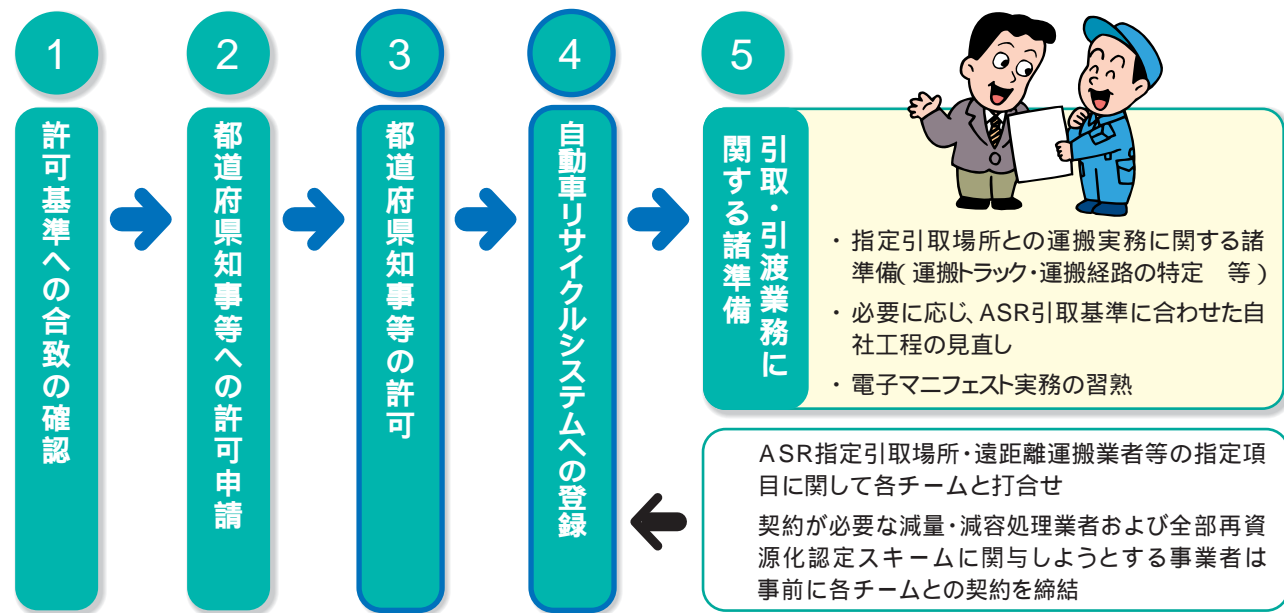 1
許可基準への合致の確認
2
都道府県知事等への許可申請
3
都道府県知事等の許可
4
自動車リサイクルシステムへの登録
5
引取・引渡業務に
関する諸準備
・指定引取場所との運搬実務に関する諸
準備(運搬トラック・運搬経路の特定　等)
・必要に応じ、ASR引取基準に合わせた自
社工程の見直し
・電子マニフェスト実務の習熟
ASR指定引取場所・遠距離運搬業者等の指定項
目に関して各チームと打合せ
契約が必要な減量・減容処理業者および全部再資
源化認定スキームに関与しようとする事業者は
事前に各チームとの契約を締結